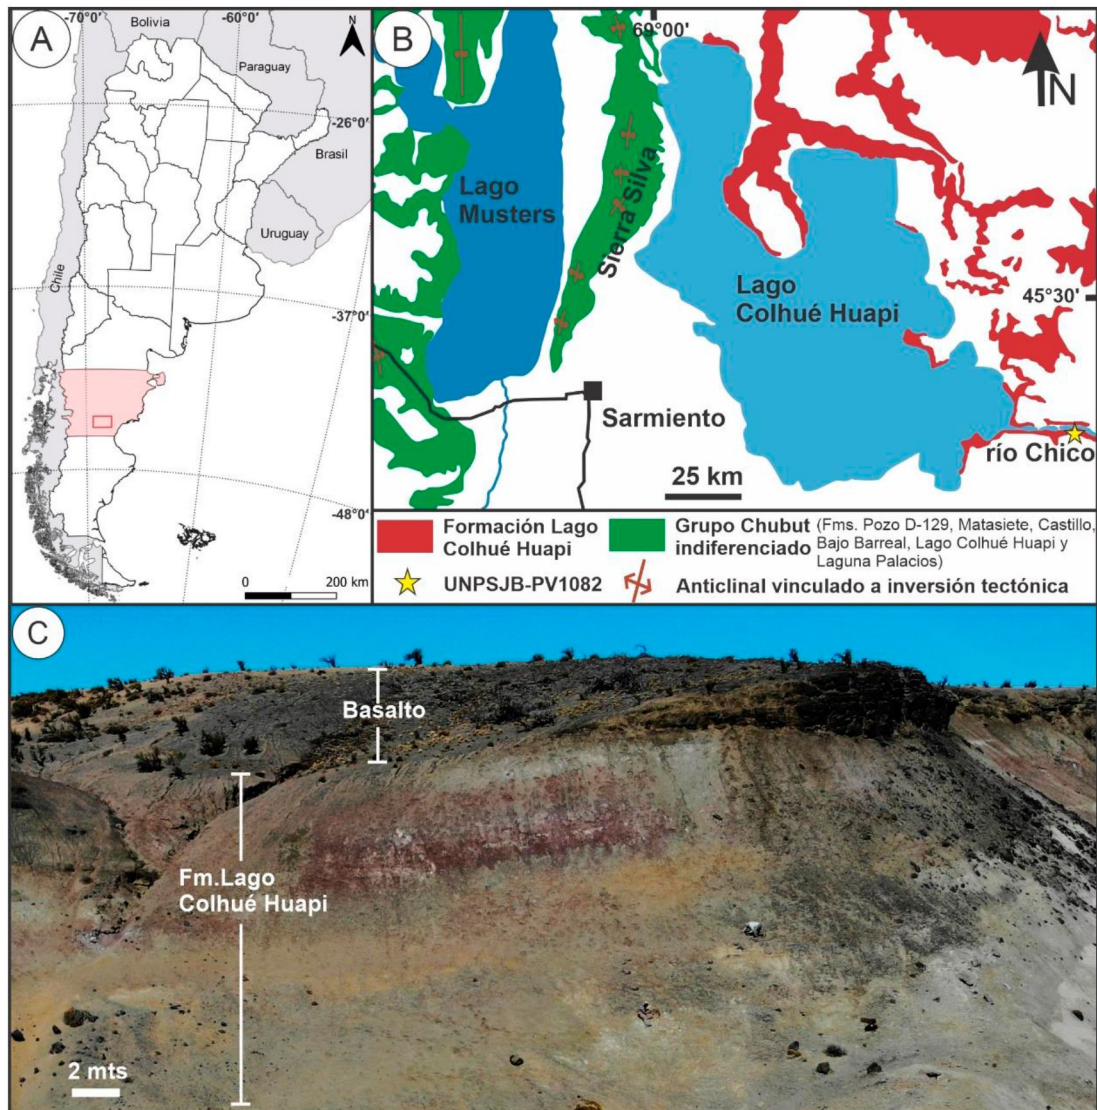 A
-70°0'
Bolivia
-60°0'
N
Paraguay
-26°0'
Brasil
Uruguay
Chile
-37°0'
-48°0'
0
200 km
B
69°00'
N
Lago
Musters
Sierra Silva
Lago
Colhué Huapi
45°30'
Sarmiento
25 km
río Chico
Formación Lago
Colhué Huapi
Grupo Chubut
indiferenciado
(Fms. Pozo D-129, Matasiete, Castillo,
Bajo Barreal, Lago Colhué Huapi y
Laguna Palacios)
UNPSJB-PV1082
Anticlinal vinculado a inversión tectónica
C
Basalto
Fm.Lago
Colhué Huapi
2 mts